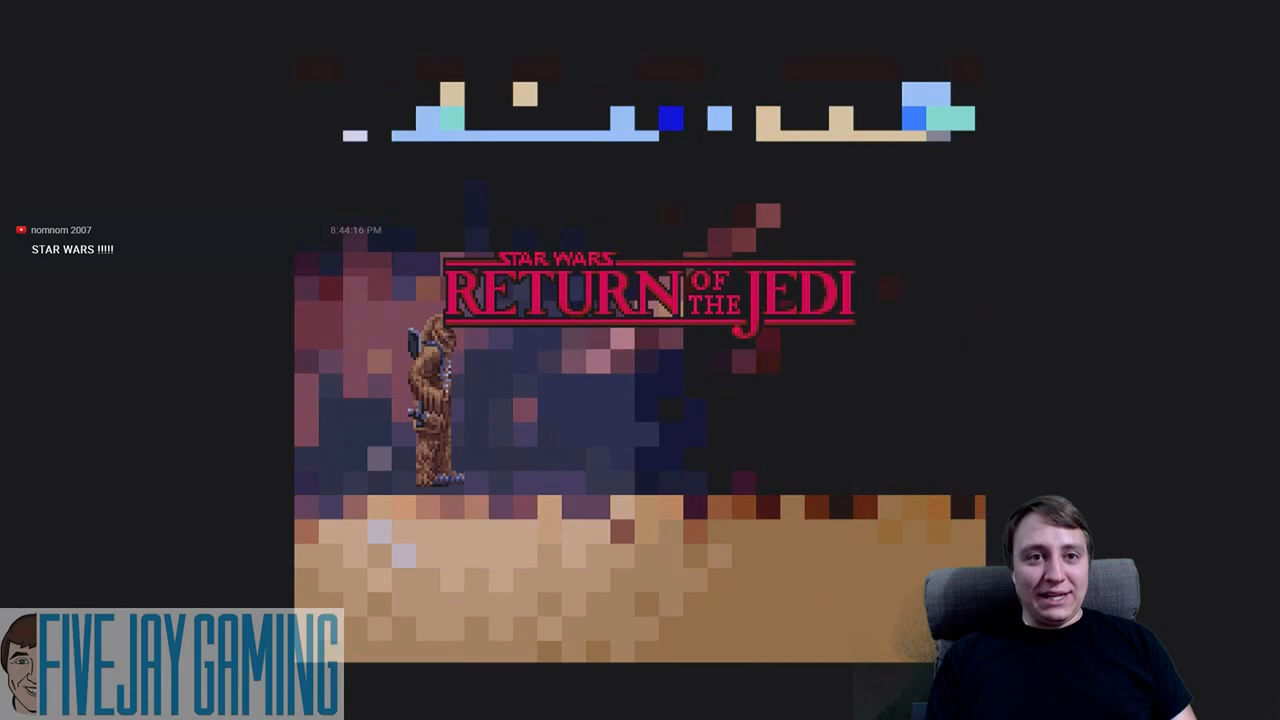 nomnom 2007
8:44:16 PM
STAR WARS !!!!!
STAR WARS
RETURN OF THE JEDI
FIVEJAY GAMING